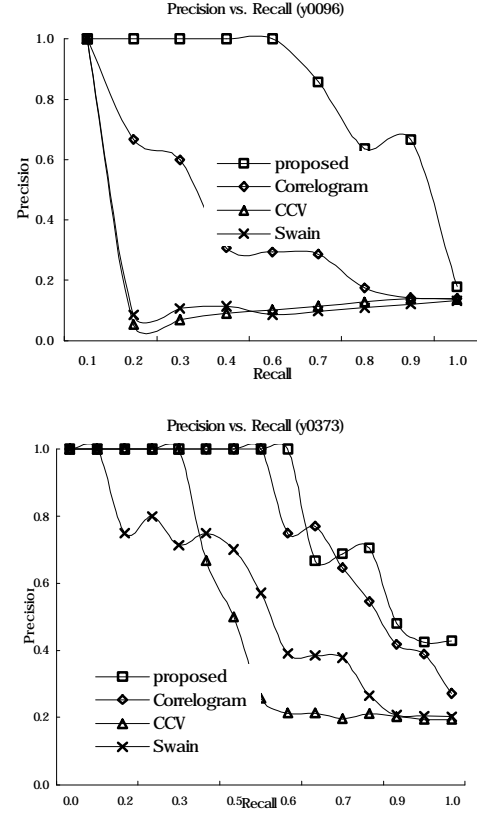 Precision vs. Recall (y0096)
1.0
0.8
0.6
0.4
0.2
0.0
Precision
proposed
Correlogram
CCV
Swain
0.1 0.2 0.3 0.4 0.6 0.7 0.8 0.9 1.0
Recall
Precision vs. Recall (y0373)
1.0
0.8
0.6
0.4
0.2
0.0
Precision
proposed
Correlogram
CCV
Swain
0.0 0.2 0.3 0.5 0.6 0.7 0.9 1.0
Recall